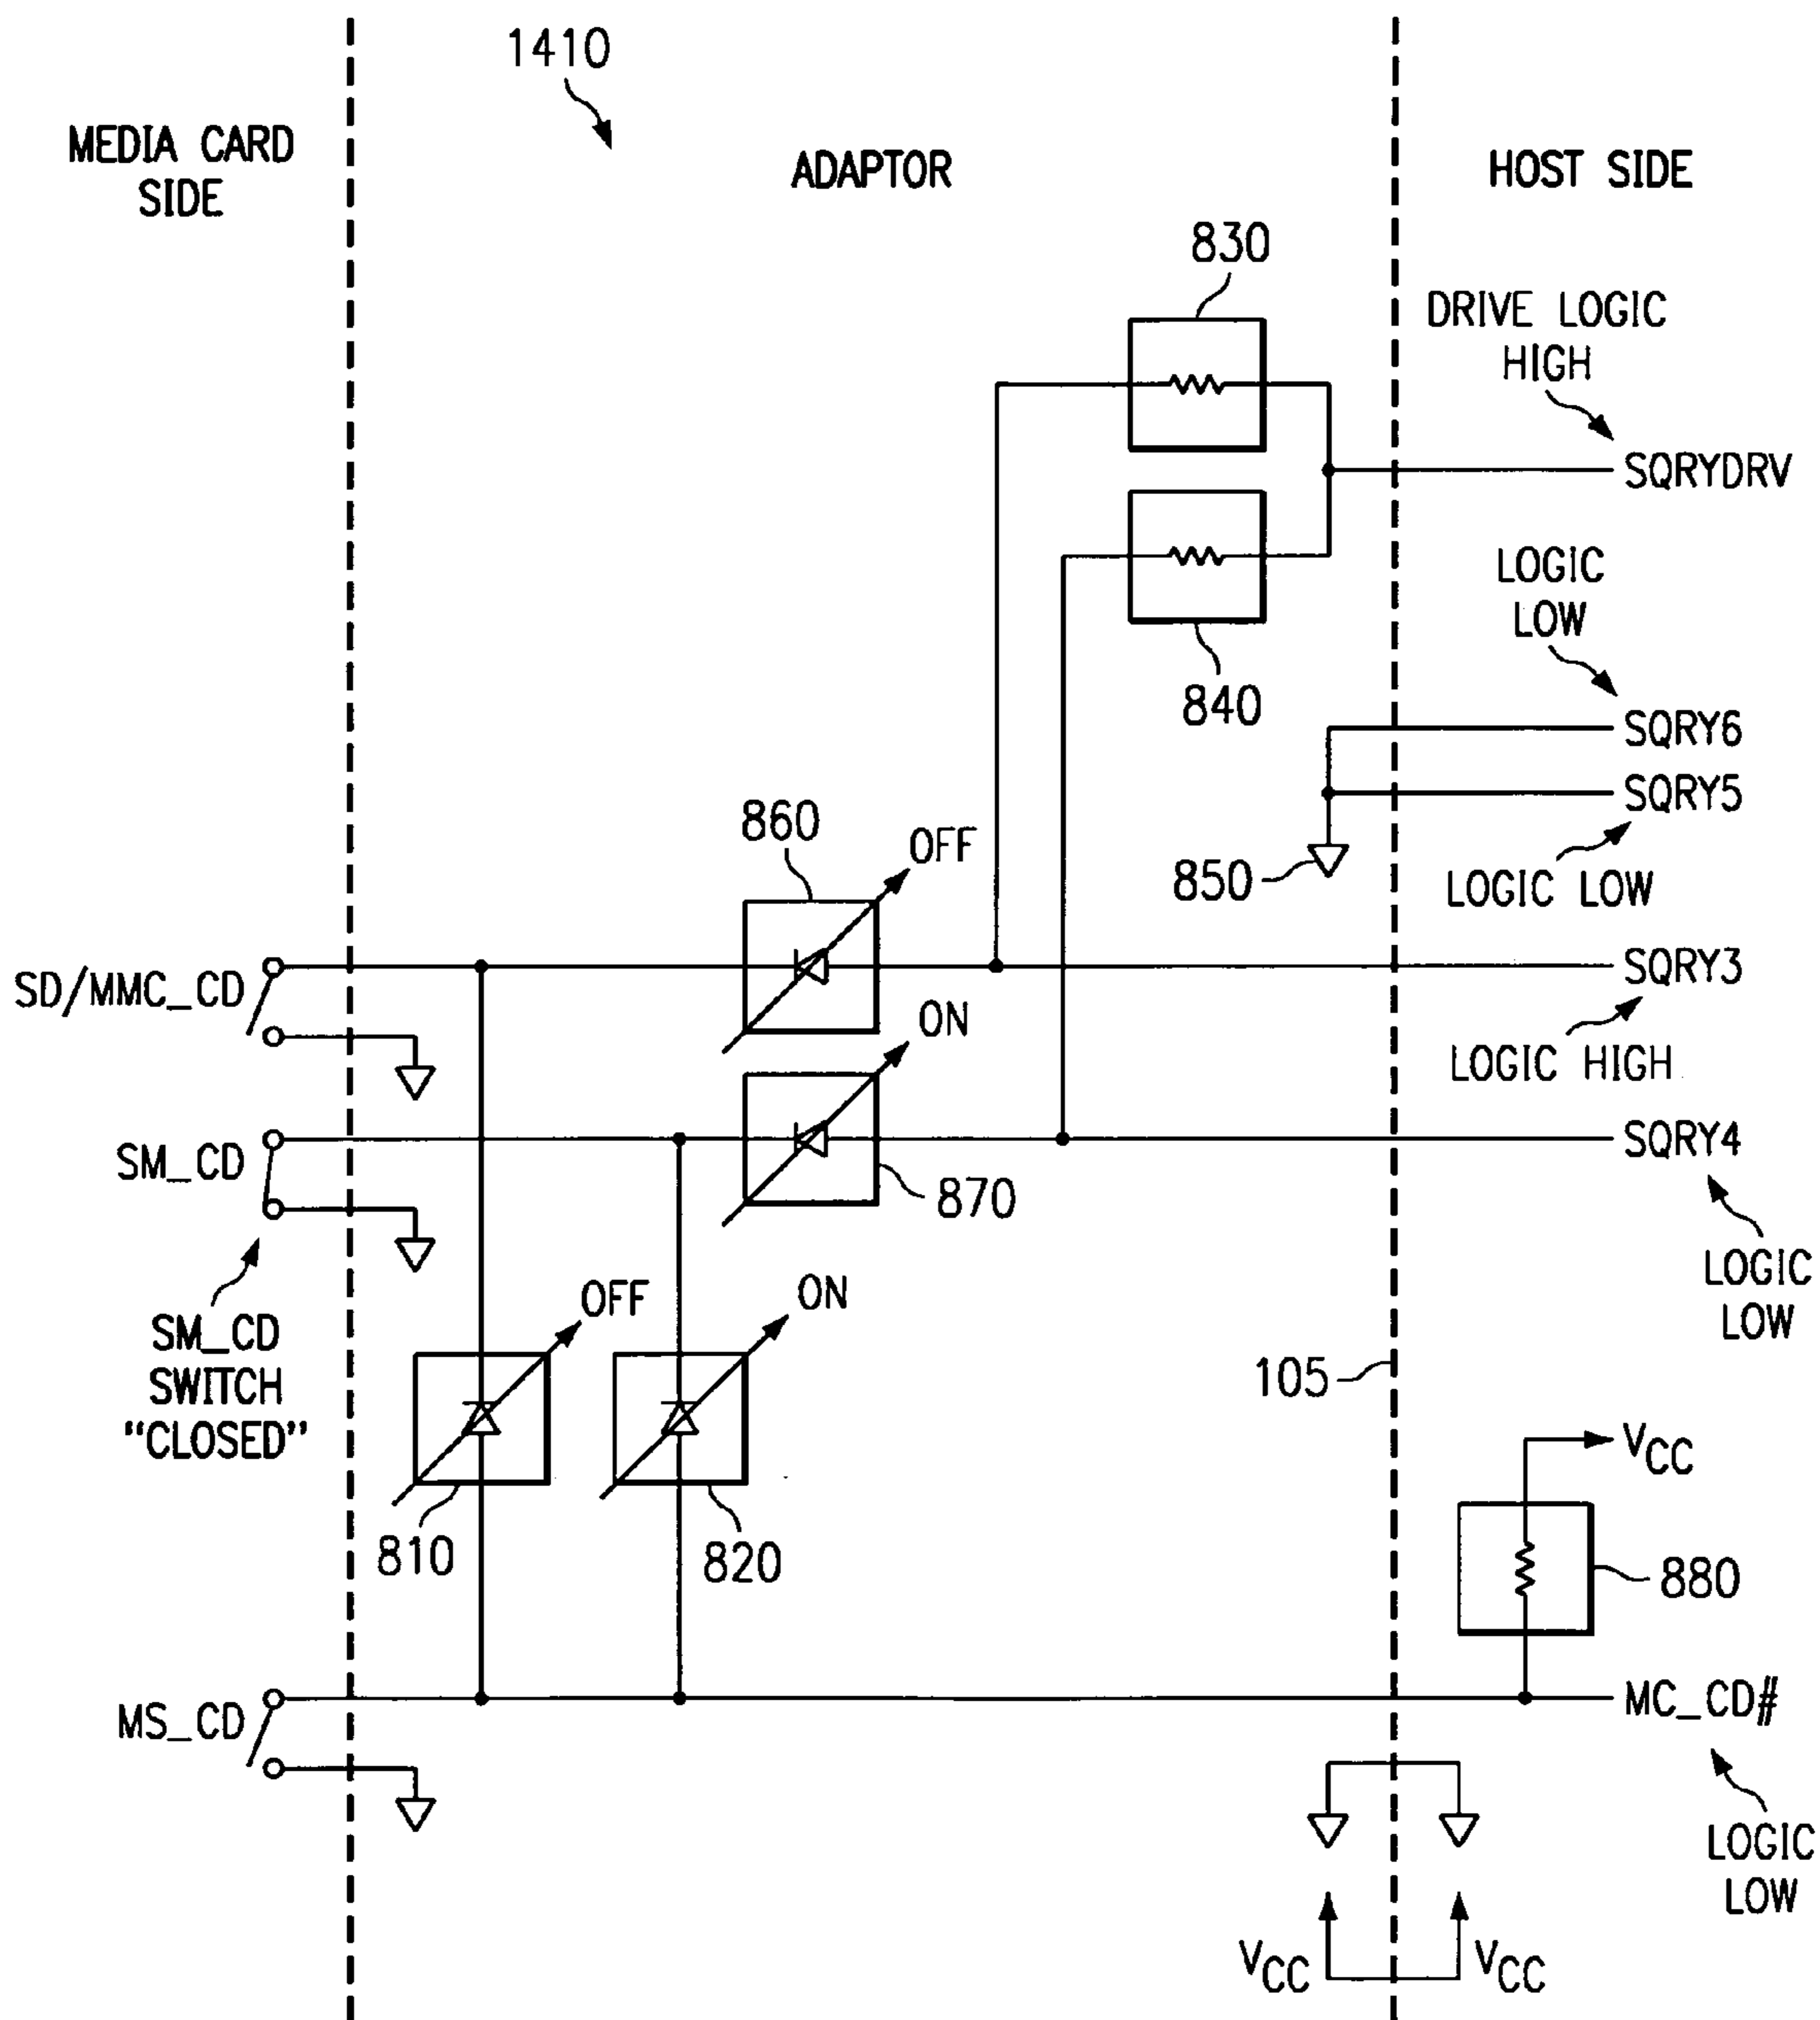 1410
MEDIA CARD
SIDE
ADAPTOR
HOST SIDE
830
DRIVE LOGIC
HIGH
SQRYDRV
840
LOGIC
LOW
SQRY6
SQRY5
850
LOGIC LOW
860
OFF
SD/MMC_CD
SQRY3
ON
LOGIC HIGH
SM_CD
870
SQRY4
LOGIC
LOW
SM_CD
SWITCH
"CLOSED"
OFF
ON
810
820
105
VCC
880
MS_CD
MC_CD#
LOGIC
LOW
VCC
VCC